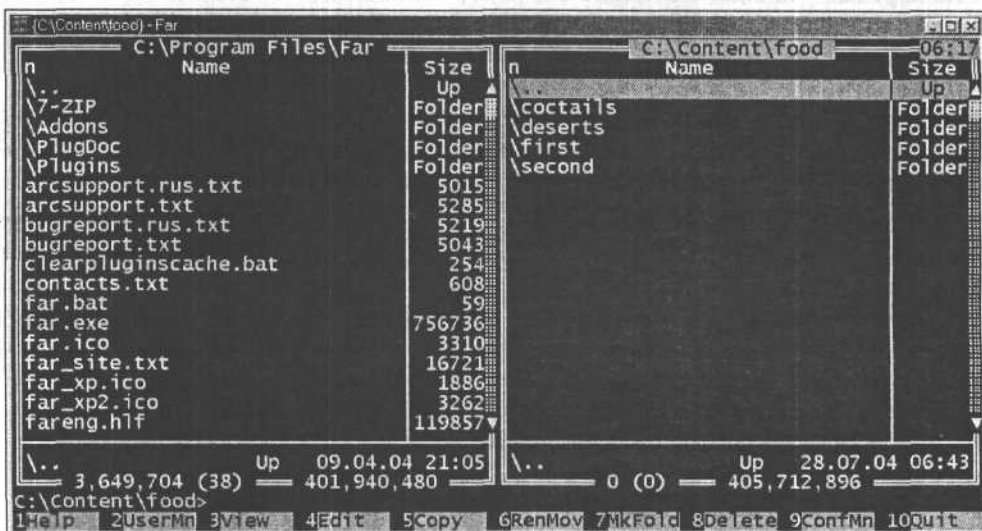 {C:\Content\food} - Far
C:\Program Files\Far
n Name Size
\.. Up
\7-ZIP Folder
\Addons Folder
\PlugDoc Folder
\Plugins Folder
arcsupport.rus.txt 5015
arcsupport.txt 5285
bugreport.rus.txt 5219
bugreport.txt 5043
clearpluginscache.bat 254
contacts.txt 608
far.bat 59
far.exe 756736
far.ico 3310
far_site.txt 16721
far_xp.ico 1886
far_xp2.ico 3262
fareng.hlf 119857
\.. Up 09.04.04 21:05
3,649,704 (38) 401,940,480
C:\Content\food 06:17
n Name Size
\.. Up
\coctails Folder
\deserts Folder
\first Folder
\second Folder
\.. Up 28.07.04 06:43
0 (0) 405,712,896
C:\Content\food>
1Help 2UserMn 3View 4Edit 5Copy 6RenMov 7MkFold 8Delete 9ConfMn 10Quit